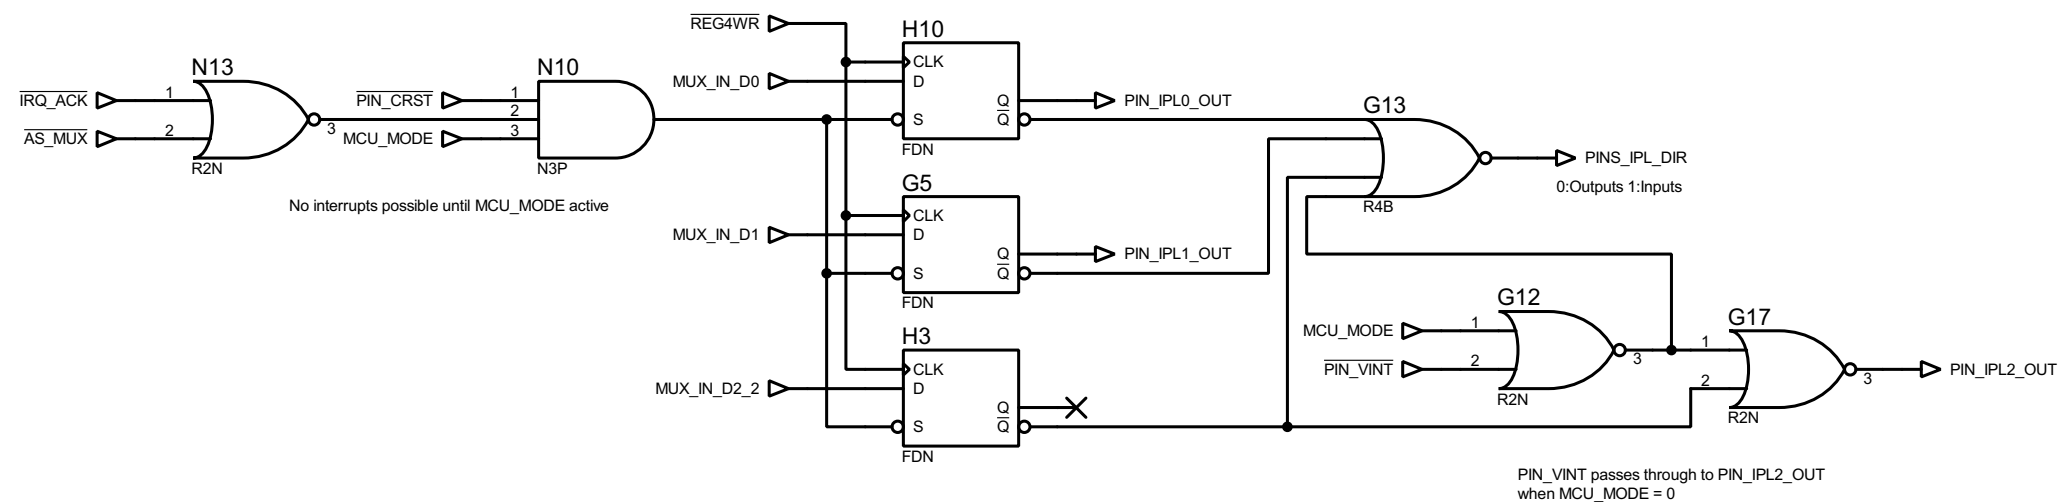 REG4WR
H10
CLK
MUX_IN_D0
D
Q
PIN_IPL0_OUT
Q
S
FDN
N13
IRQ_ACK
1
AS_MUX
2
3
R2N
N10
PIN_CRST
1
2
MCU_MODE
3
N3P
No interrupts possible until MCU_MODE active
G5
CLK
MUX_IN_D1
D
Q
PIN_IPL1_OUT
Q
S
FDN
G13
PINS_IPL_DIR
0:Outputs 1:Inputs
R4B
H3
CLK
MUX_IN_D2_2
D
Q
Q
S
FDN
G12
MCU_MODE
1
PIN_VINT
2
3
R2N
G17
1
2
3
PIN_IPL2_OUT
R2N
PIN_VINT passes through to PIN_IPL2_OUT
when MCU_MODE = 0